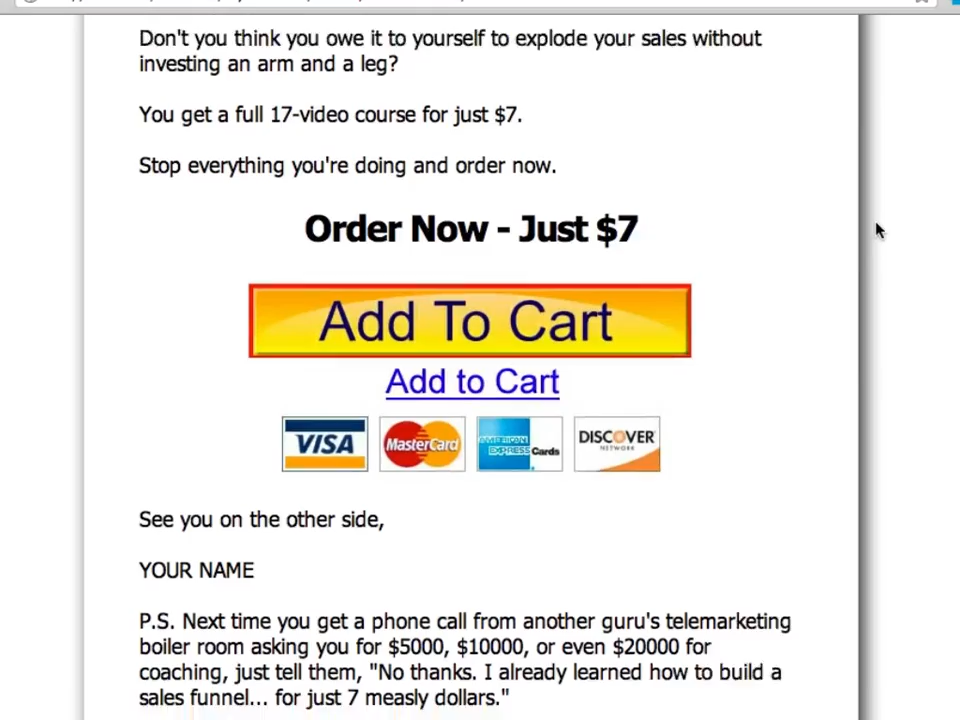 Don't you think you owe it to yourself to explode your sales without
investing an arm and a leg?
You get a full 17-video course for just $7.
Stop everything you're doing and order now.
Order Now - Just $7
Add To Cart
Add to Cart
VISA MasterCard AMERICAN EXPRESS Cards DISCOVER NETWORK
See you on the other side,
YOUR NAME
P.S. Next time you get a phone call from another guru's telemarketing
boiler room asking you for $5000, $10000, or even $20000 for
coaching, just tell them, "No thanks. I already learned how to build a
sales funnel... for just 7 measly dollars."